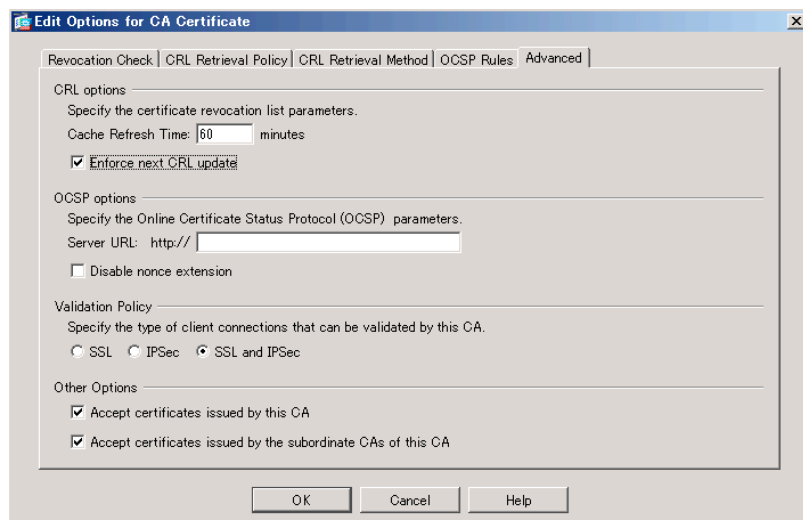 Edit Options for CA Certificate
Revocation Check CRL Retrieval Policy CRL Retrieval Method OCSP Rules Advanced
CRL options
Specify the certificate revocation list parameters.
Cache Refresh Time: 60 minutes
Enforce next CRL update
OCSP options
Specify the Online Certificate Status Protocol (OCSP) parameters.
Server URL: http://
Disable nonce extension
Validation Policy
Specify the type of client connections that can be validated by this CA.
SSL IPSec SSL and IPSec
Other Options
Accept certificates issued by this CA
Accept certificates issued by the subordinate CAs of this CA
OK Cancel Help